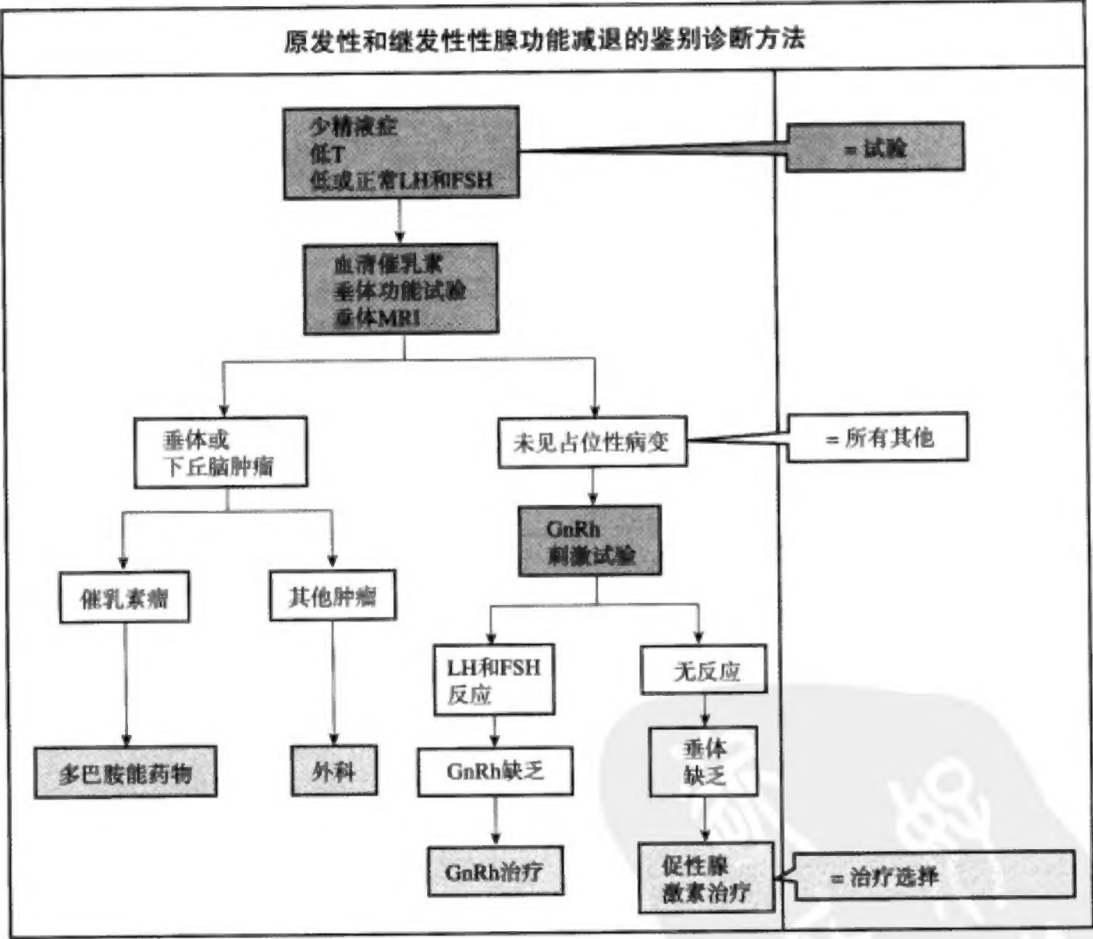 原发性和继发性性腺功能减退的鉴别诊断方法
少精液症
低T
低或正常LH和FSH
= 试验
血清催乳素
垂体功能试验
垂体MRI
垂体或
下丘脑肿瘤
未见占位性病变
= 所有其他
GnRh
刺激试验
催乳素瘤
其他肿瘤
LH和FSH
反应
无反应
多巴胺能药物
外科
GnRh缺乏
垂体
缺乏
GnRh治疗
促性腺
激素治疗
= 治疗选择